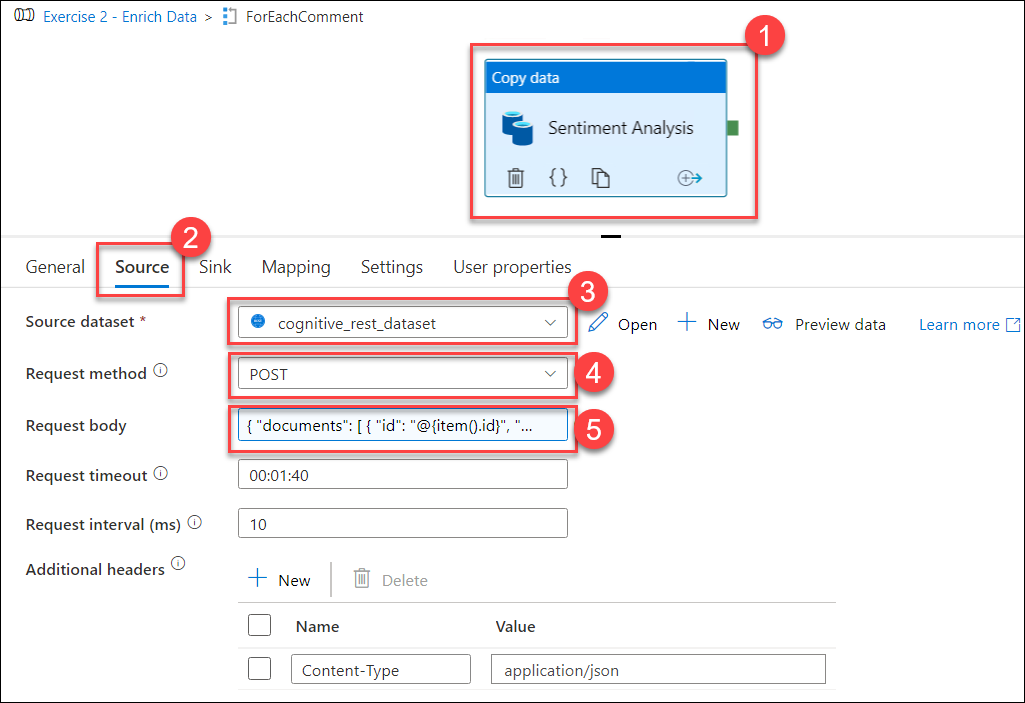 Exercise 2 - Enrich Data > ForEachComment
1
Copy data
Sentiment Analysis
{}
2
General Source Sink Mapping Settings User properties
3
Source dataset * cognitive_rest_dataset Open New Preview data Learn more
Request method POST 4
Request body { "documents": [ { "id": "@{item().id}", "... 5
Request timeout 00:01:40
Request interval (ms) 10
Additional headers
New Delete
Name Value
Content-Type application/json